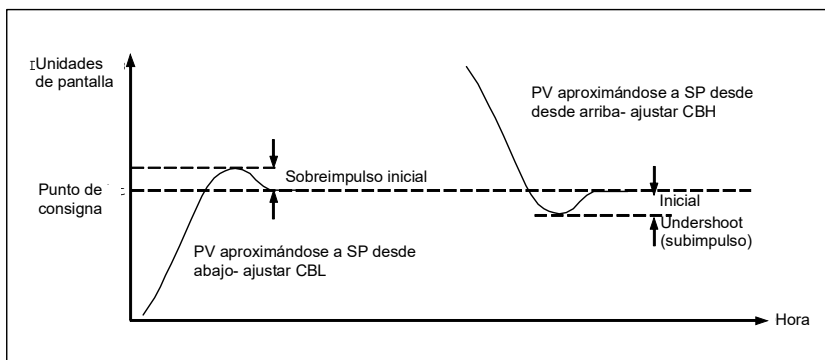 Unidades
de pantalla
PV aproximándose a SP desde
desde arriba- ajustar CBH
Sobreimpulso inicial
Punto de
consigna
Inicial
Undershoot
(subimpulso)
PV aproximándose a SP desde
abajo- ajustar CBL
Hora